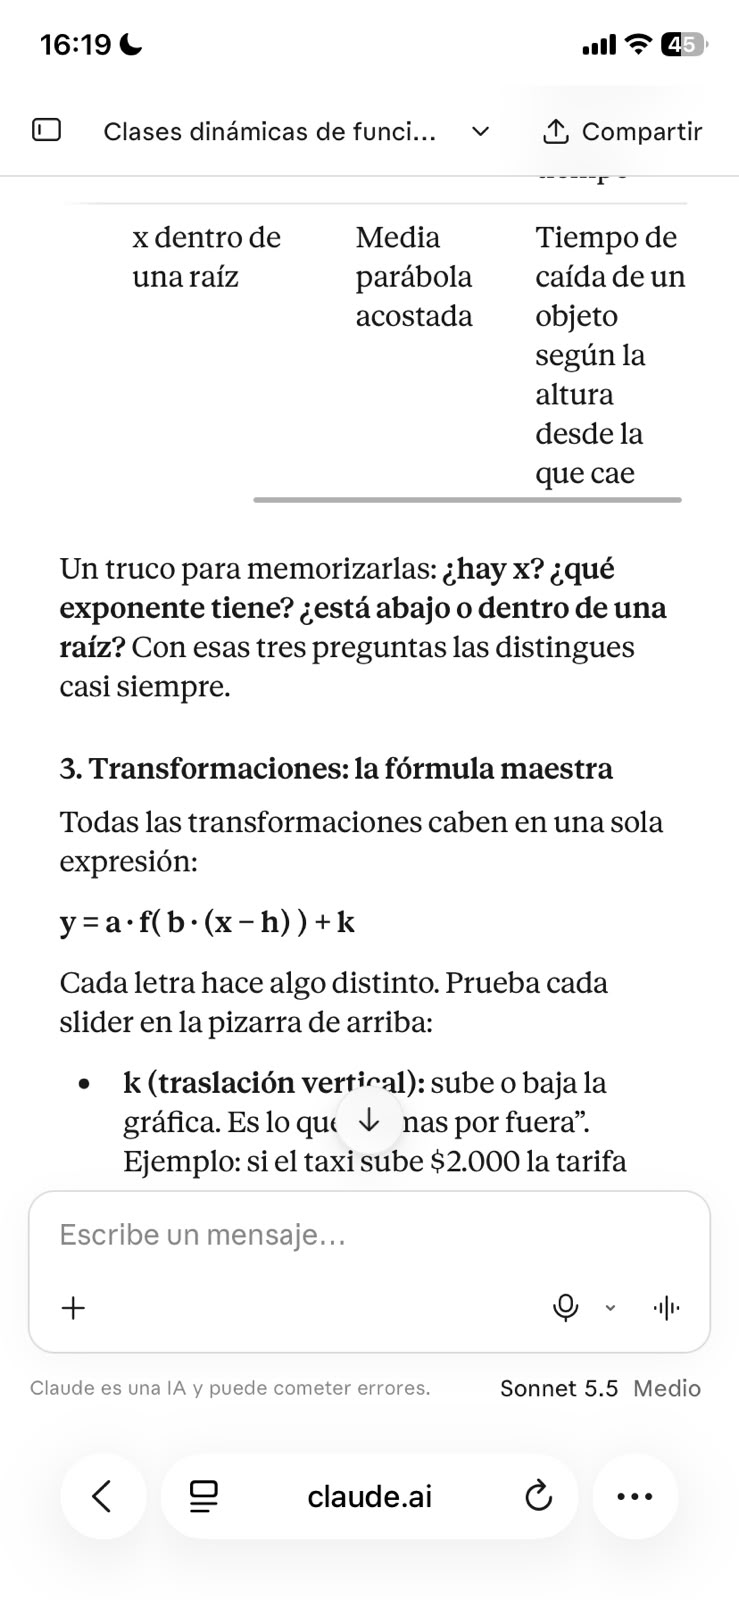 16:19
45
Clases dinámicas de funci...
Compartir
x dentro de
una raíz
Media
parábola
acostada
Tiempo de
caída de un
objeto
según la
altura
desde la
que cae
Un truco para memorizarlas: ¿hay x? ¿qué
exponente tiene? ¿está abajo o dentro de una
raíz? Con esas tres preguntas las distingues
casi siempre.
3. Transformaciones: la fórmula maestra
Todas las transformaciones caben en una sola
expresión:
y = a · f( b · (x − h) ) + k
Cada letra hace algo distinto. Prueba cada
slider en la pizarra de arriba:
• k (traslación vertical): sube o baja la
gráfica. Es lo que por fuera”.
Ejemplo: si el taxi sube $2.000 la tarifa
Escribe un mensaje...
Claude es una IA y puede cometer errores.
Sonnet 5.5 Medio
claude.ai